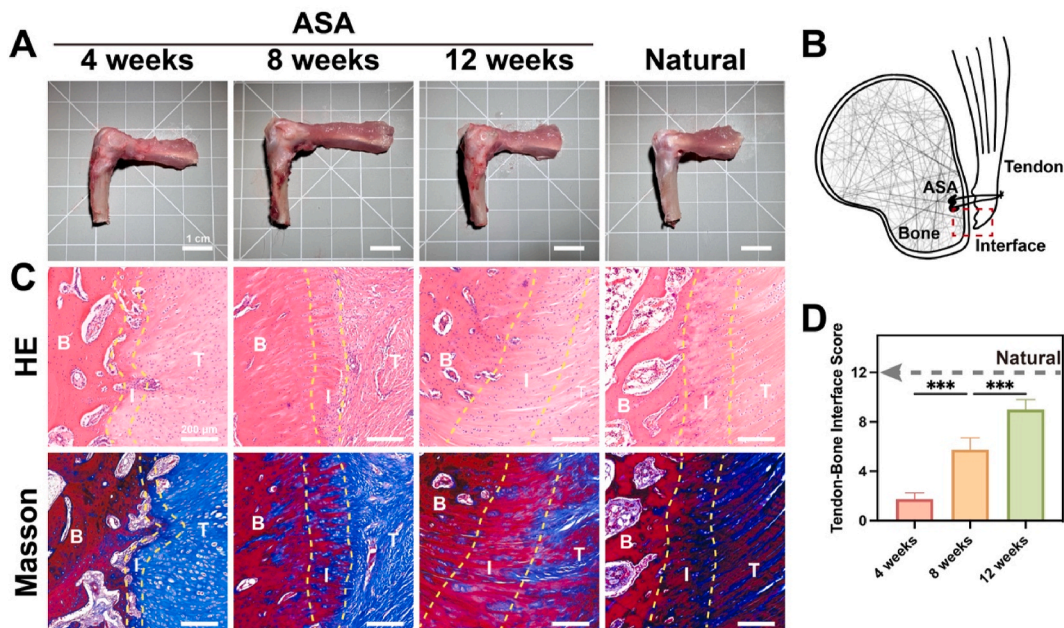 A
ASA
4 weeks
8 weeks
12 weeks
Natural
1 cm
B
ASA
Tendon
Bone
Interface
C
HE
B
I
T
200 μm
B
I
T
B
I
T
B
I
T
Masson
B
I
T
B
I
T
B
I
T
B
I
T
D
Tendon-Bone Interface Score
12
8
4
0
Natural
***
***
4 weeks
8 weeks
12 weeks